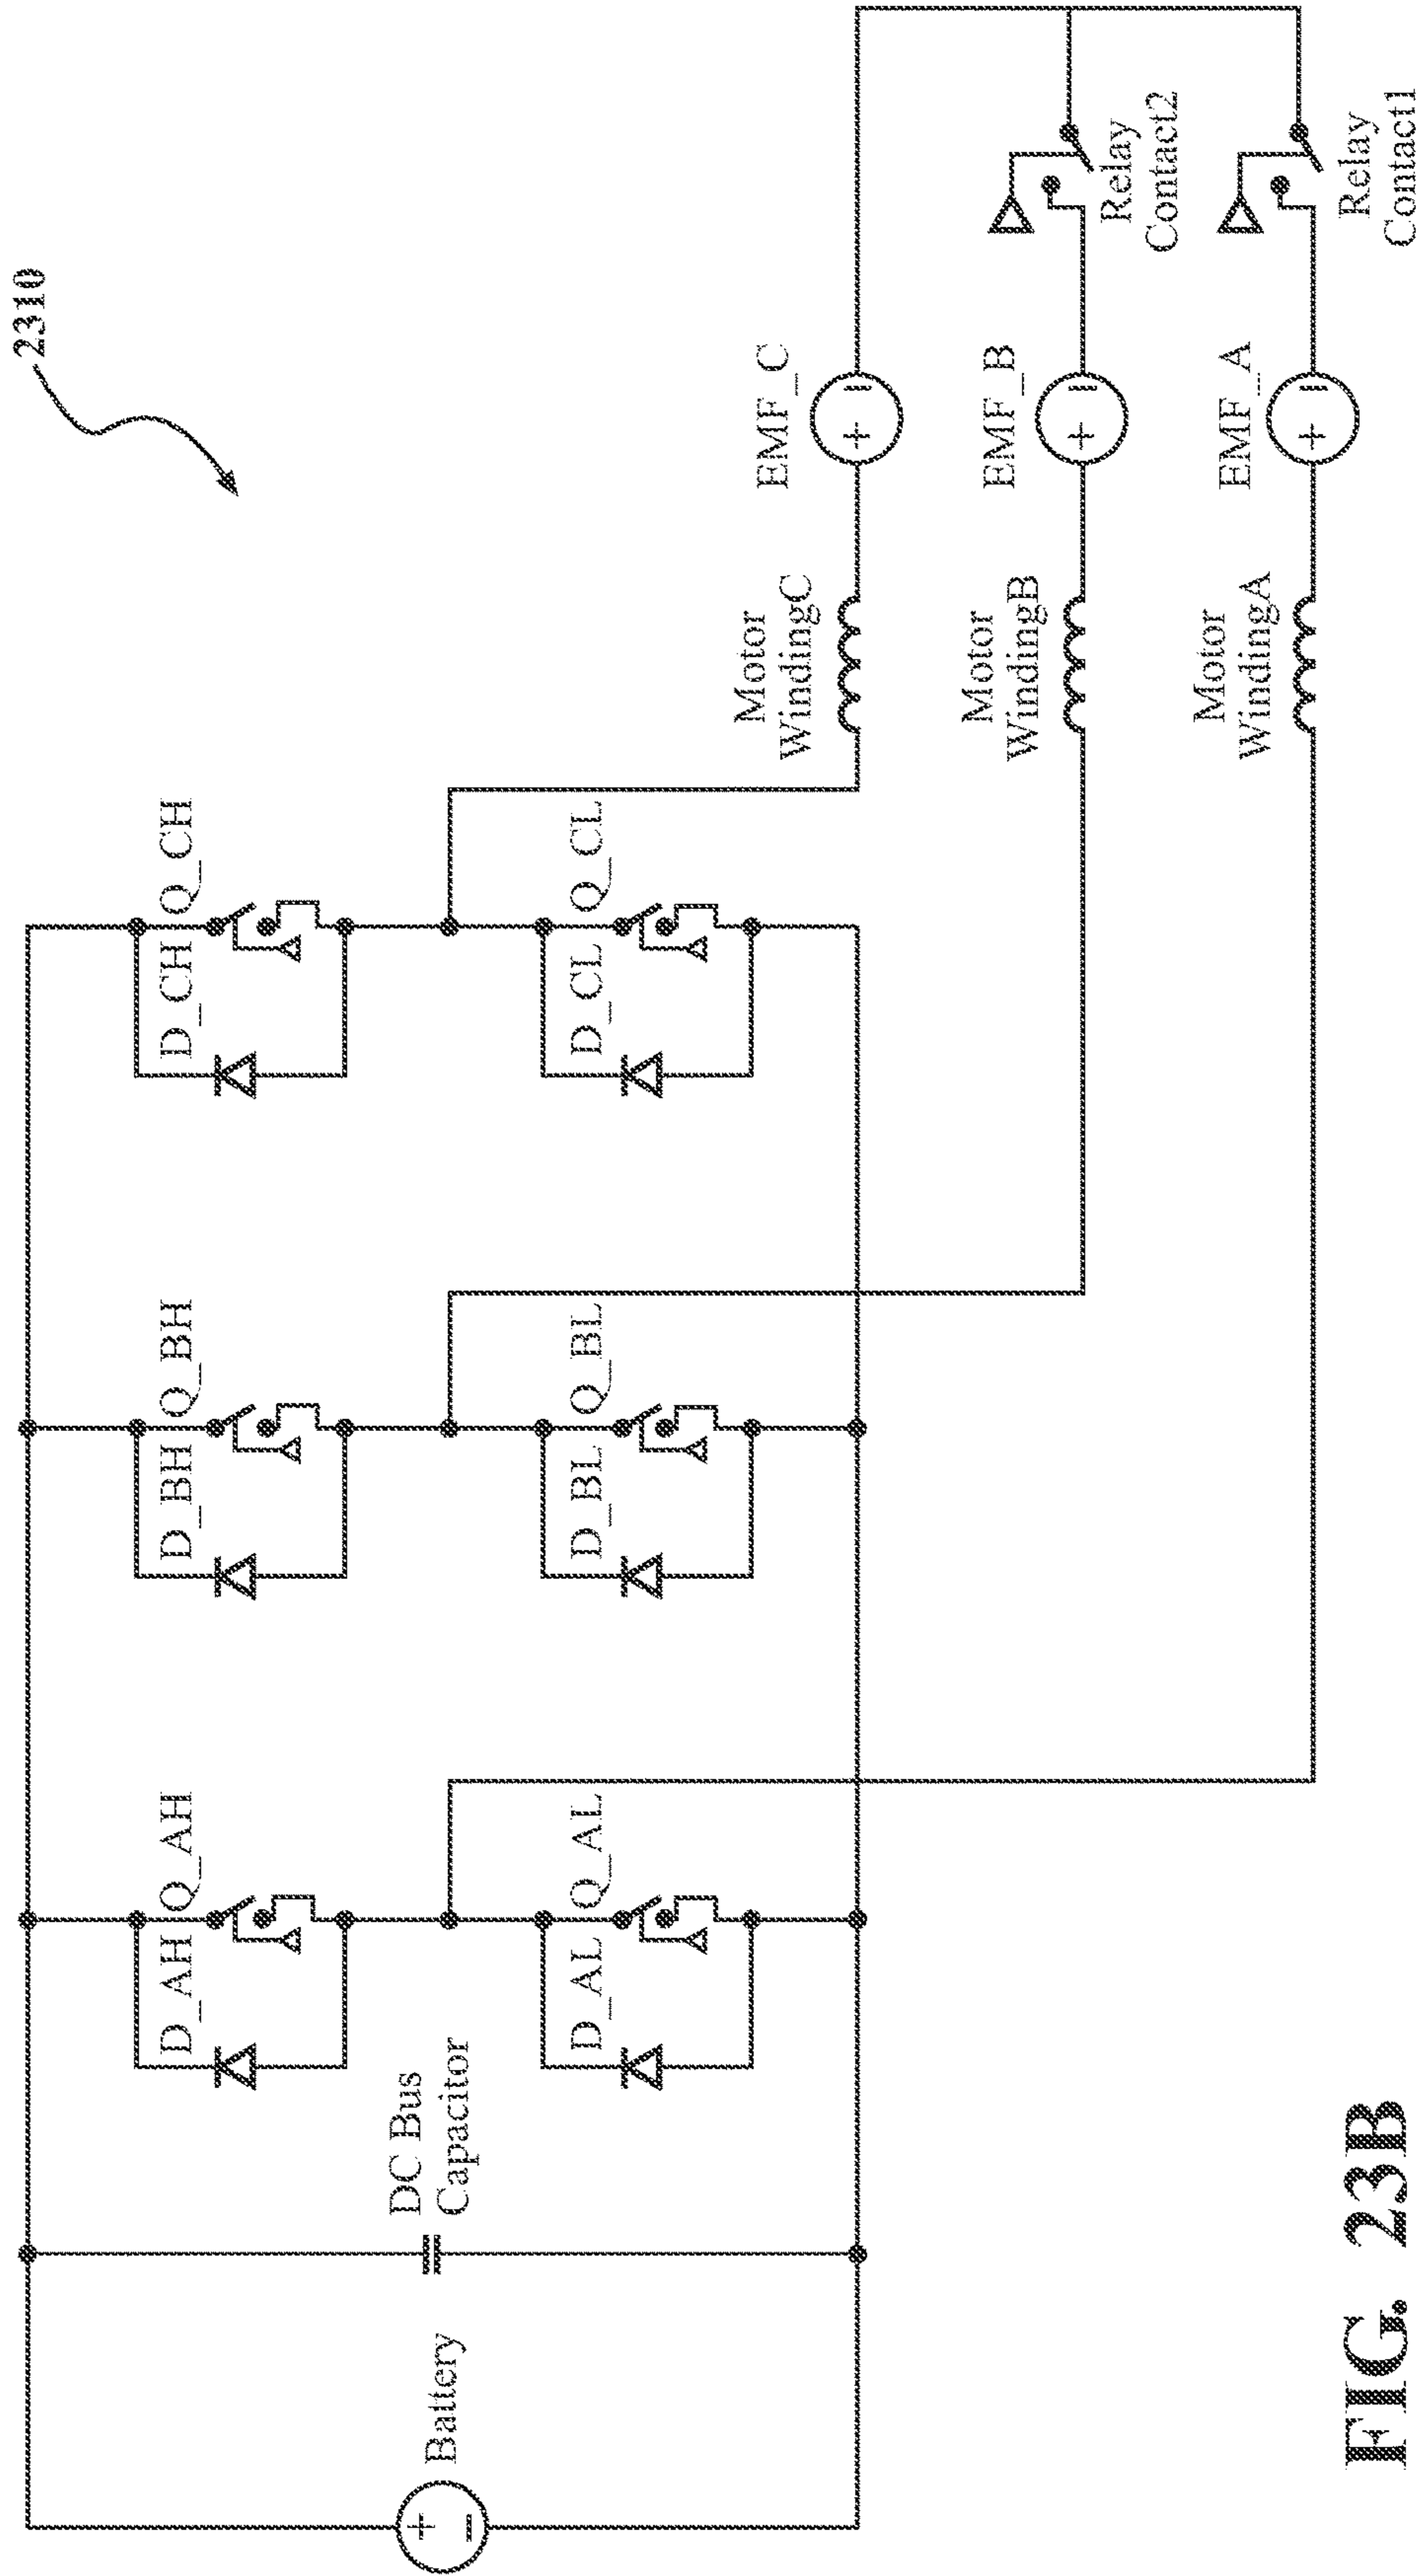 2310
Battery
DC Bus
Capacitor
D_AH
Q_AH
D_BH
Q_BH
D_CH
Q_CH
D_AL
Q_AL
D_BL
Q_BL
D_CL
Q_CL
Motor
WindingC
EMF_C
Motor
WindingB
EMF_B
Relay
Contact2
Motor
WindingA
EMF_A
Relay
Contact1
FIG. 23B